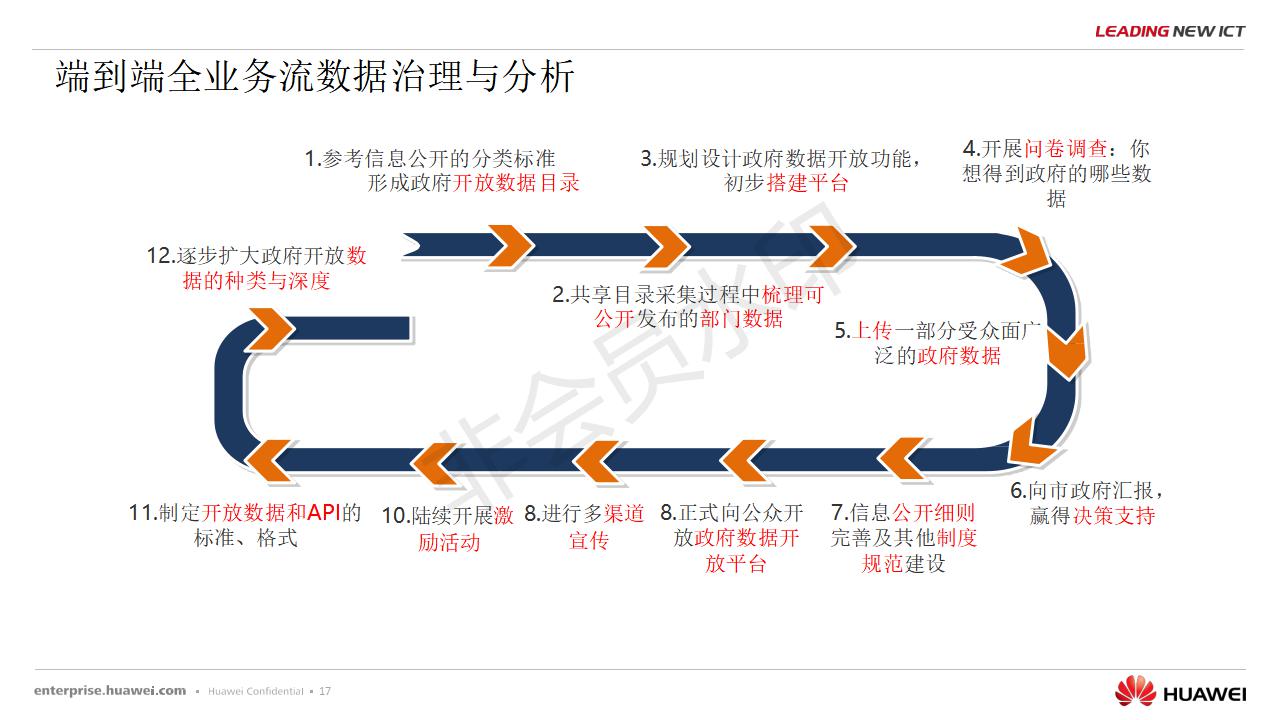 LEADING NEW ICT
端到端全业务流数据治理与分析
1.参考信息公开的分类标准
形成政府开放数据目录
3.规划设计政府数据开放功能，
初步搭建平台
4.开展问卷调查：你
想得到政府的哪些数
据
12.逐步扩大政府开放数
据的种类与深度
2.共享目录采集过程中梳理可
公开发布的部门数据
5.上传一部分受众面广
泛的政府数据
非会员水印
6.向市政府汇报，
赢得决策支持
11.制定开放数据和API的
标准、格式
10.陆续开展激
励活动
8.进行多渠道
宣传
8.正式向公众开
放政府数据开
放平台
7.信息公开细则
完善及其他制度
规范建设
enterprise.huawei.com ▪ Huawei Confidential ▪ 17
HUAWEI